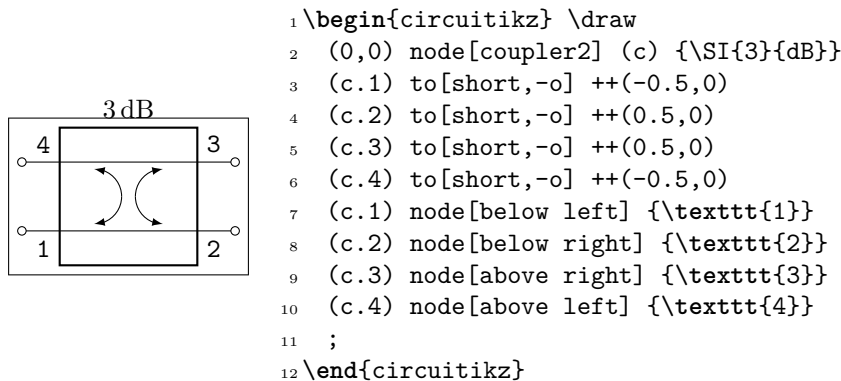 3 dB
4 3
1 2
1 \begin{circuitikz} \draw
2   (0,0) node[coupler2] (c) {\SI{3}{dB}}
3   (c.1) to[short,-o] ++(-0.5,0)
4   (c.2) to[short,-o] ++(0.5,0)
5   (c.3) to[short,-o] ++(0.5,0)
6   (c.4) to[short,-o] ++(-0.5,0)
7   (c.1) node[below left] {\texttt{1}}
8   (c.2) node[below right] {\texttt{2}}
9   (c.3) node[above right] {\texttt{3}}
10   (c.4) node[above left] {\texttt{4}}
11   ;
12 \end{circuitikz}